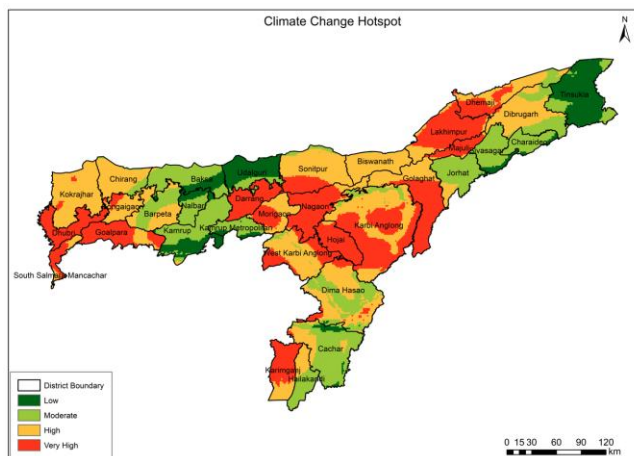 Climate Change Hotspot
N
Tinsukia
Dhemaji
Dibrugarh
Lakhimpur
Charaideo
Majuli
Sivasagar
Biswanath
Sonitpur
Udalguri
Baksa
Chirang
Kokrajhar
Golaghat
Jorhat
Bongaigaon
Barpeta
Nalbari
Darrang
Morigaon
Nagaon
Karbi Anglong
Dhubri
Goalpara
Kamrup
Kamrup Metropolitan
Hojai
West Karbi Anglong
South Salmara Mancachar
Dima Hasao
Cachar
Karimganj
Hailakandi
District Boundary
Low
Moderate
High
Very High
0 15 30 60 90 120
km